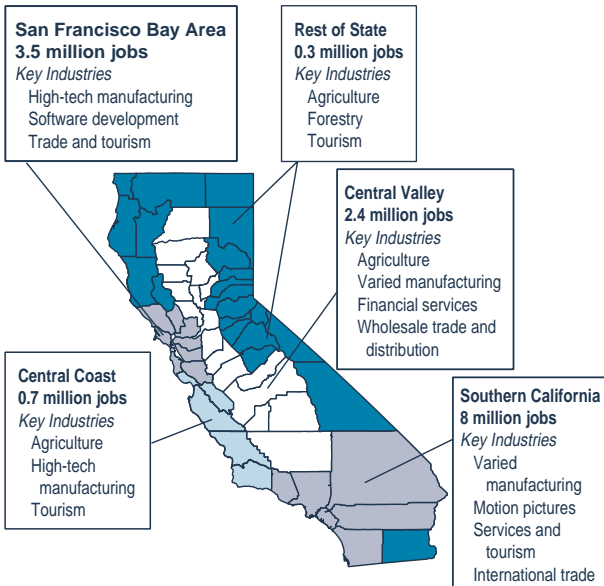 San Francisco Bay Area
3.5 million jobs
Key Industries
High-tech manufacturing
Software development
Trade and tourism
Rest of State
0.3 million jobs
Key Industries
Agriculture
Forestry
Tourism
Central Valley
2.4 million jobs
Key Industries
Agriculture
Varied manufacturing
Financial services
Wholesale trade and
distribution
Central Coast
0.7 million jobs
Key Industries
Agriculture
High-tech
manufacturing
Tourism
Southern California
8 million jobs
Key Industries
Varied
manufacturing
Motion pictures
Services and
tourism
International trade